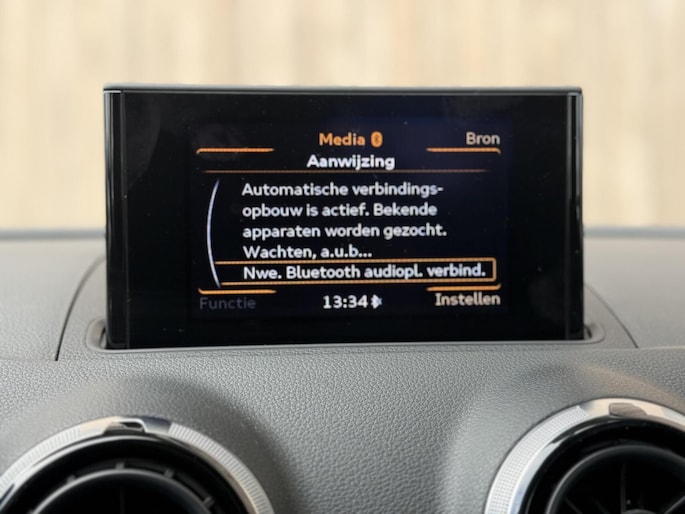 Media
Bron
Aanwijzing
Automatische verbindings-
opbouw is actief. Bekende
apparaten worden gezocht.
Wachten, a.u.b...
Nwe. Bluetooth audiopl. verbind.
Functie
13:34
Instellen